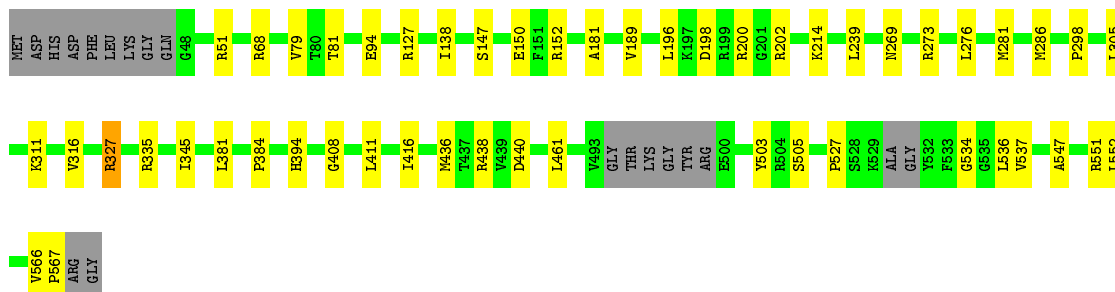 MET ASP HIS ASP PHE LEU LYS GLY GLN G48 R51 R68 V79 T80 T81 E94 R127 I138 S147 E150 F151 R152 A181 V189 L196 K197 D198 R199 R200 G201 R202 K214 L239 N269 R273 L276 M281 M286 P298
K311 V316 R327 R335 I345 L381 P384 H394 G408 L411 I416 M436 T437 R438 V439 D440 L461 V493 GLY THR LYS GLY TYR ARG E500 Y503 R504 S505 P527 S528 K529 ALA GLY Y532 F533 G534 G535 L536 V537 A547 R551
V566 P567 ARG GLY